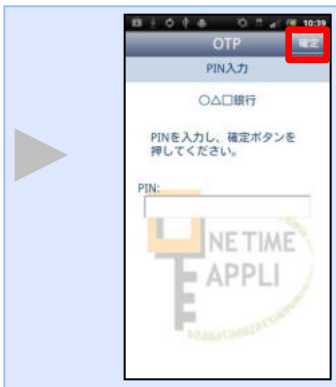 10:39
OTP
確定
PIN入力
○△□銀行
PINを入力し、確定ボタンを
押してください。
PIN:
NE TIME
APPLI